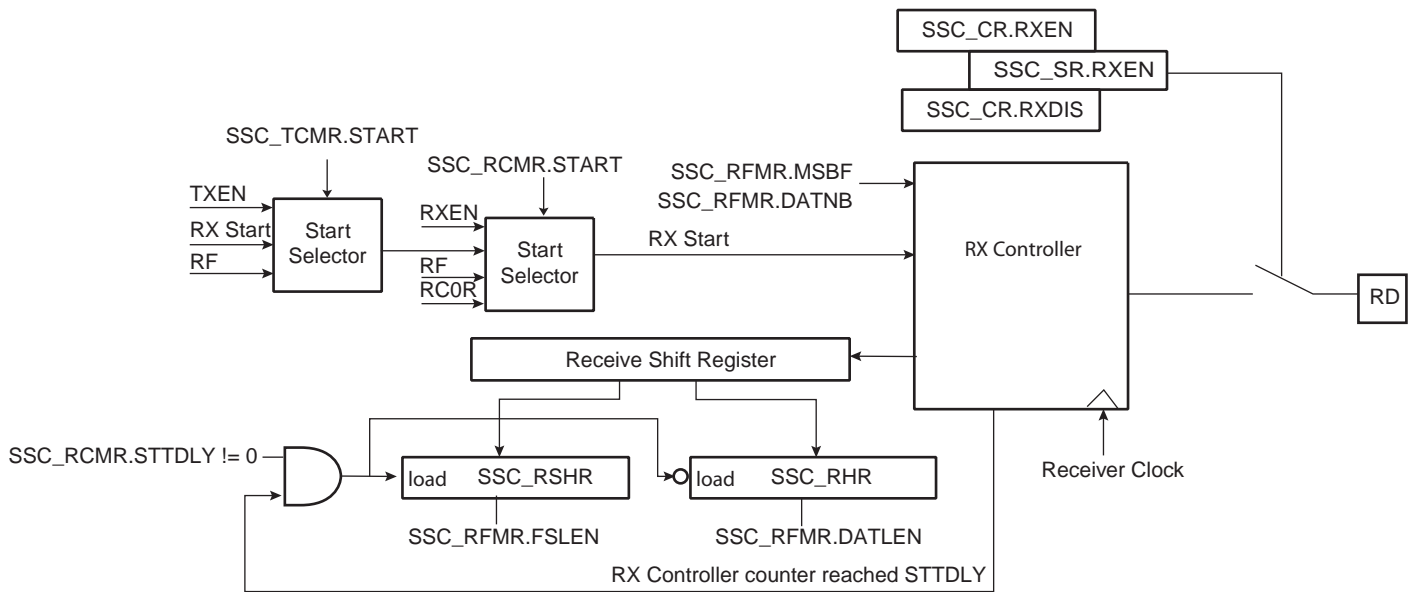 SSC_CR.RXEN
SSC_SR.RXEN
SSC_CR.RXDIS
SSC_TCMR.START
SSC_RCMR.START
SSC_RFMR.MSBF
SSC_RFMR.DATNB
TXEN
RX Start
RF
Start
Selector
RXEN
RF
RC0R
Start
Selector
RX Start
RX Controller
RD
Receive Shift Register
SSC_RCMR.STTDLY != 0
load
SSC_RSHR
load
SSC_RHR
Receiver Clock
SSC_RFMR.FSLEN
SSC_RFMR.DATLEN
RX Controller counter reached STTDLY